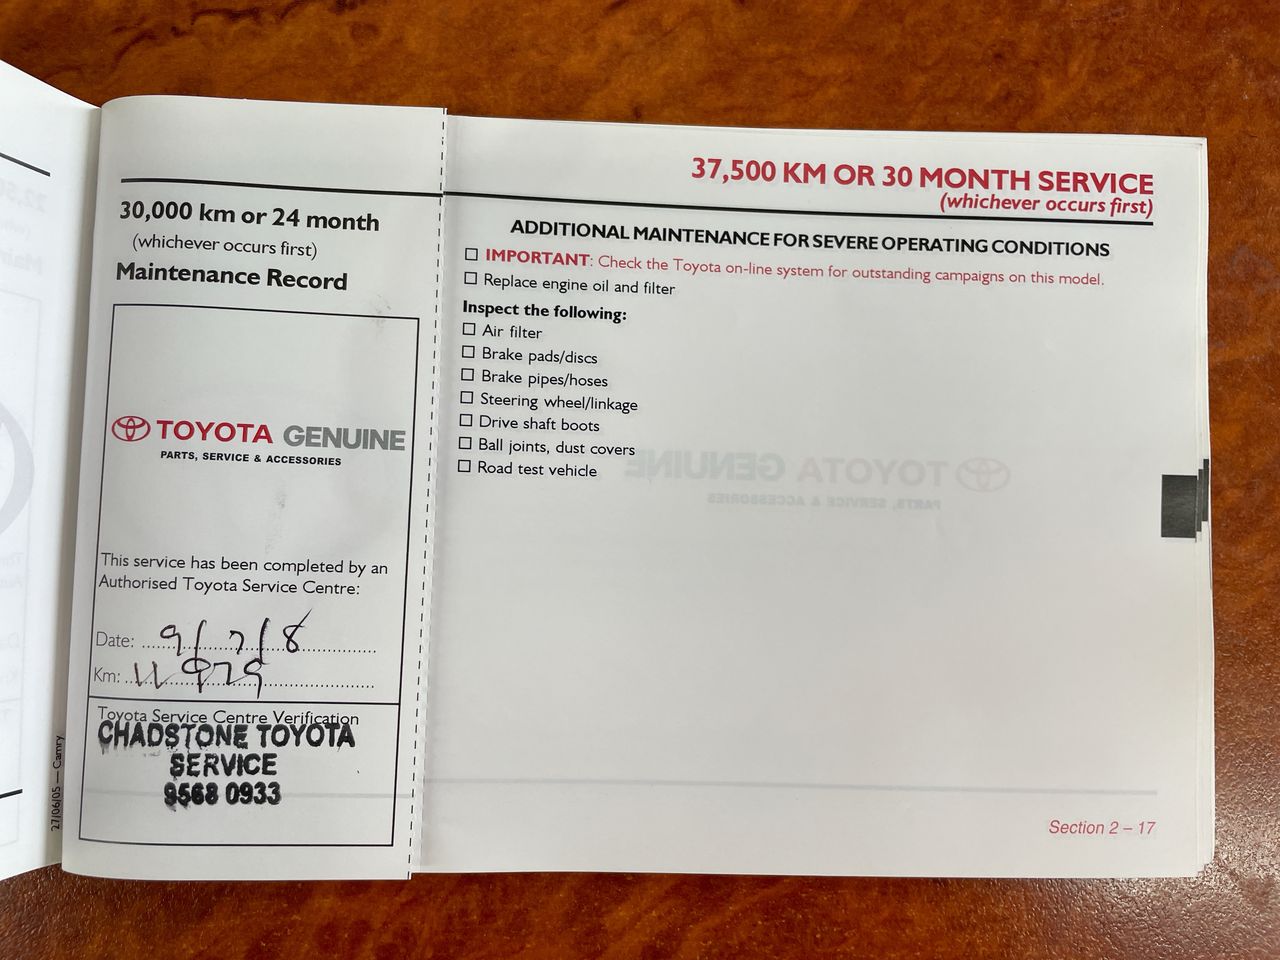 30,000 km or 24 month
(whichever occurs first)
Maintenance Record
TOYOTA GENUINE
PARTS, SERVICE & ACCESSORIES
This service has been completed by an
Authorised Toyota Service Centre:
Date: 9/7/8
Km: 11979
Toyota Service Centre Verification
CHADSTONE TOYOTA
SERVICE
9568 0933
27/06/05 — Camry
37,500 KM OR 30 MONTH SERVICE
(whichever occurs first)
ADDITIONAL MAINTENANCE FOR SEVERE OPERATING CONDITIONS
☐ IMPORTANT: Check the Toyota on-line system for outstanding campaigns on this model.
☐ Replace engine oil and filter
Inspect the following:
☐ Air filter
☐ Brake pads/discs
☐ Brake pipes/hoses
☐ Steering wheel/linkage
☐ Drive shaft boots
☐ Ball joints, dust covers
☐ Road test vehicle
Section 2 – 17